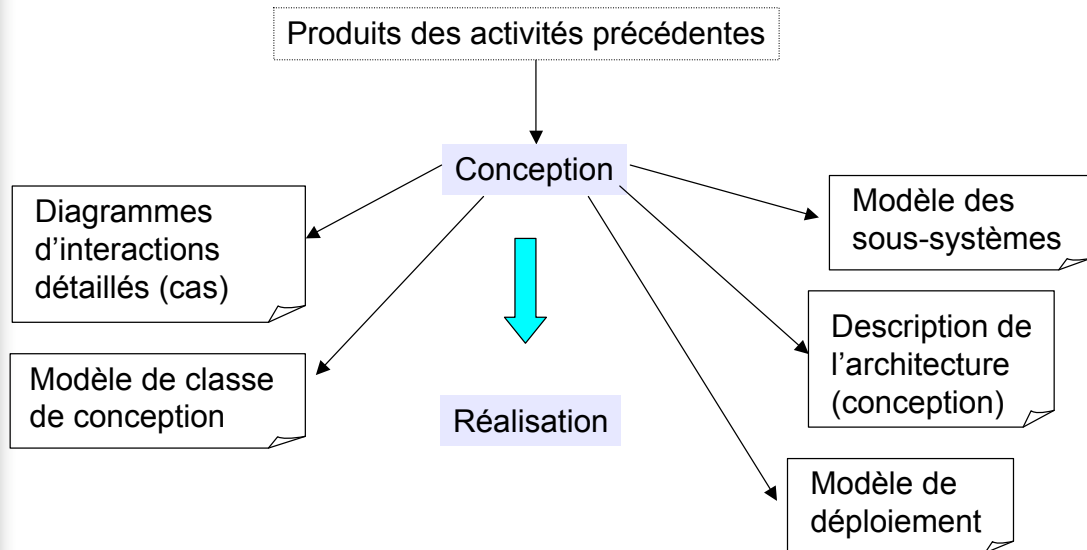 Produits des activités précédentes
Conception
Diagrammes
d’interactions
détaillés (cas)
Modèle de classe
de conception
Réalisation
Modèle des
sous-systèmes
Description de
l’architecture
(conception)
Modèle de
déploiement